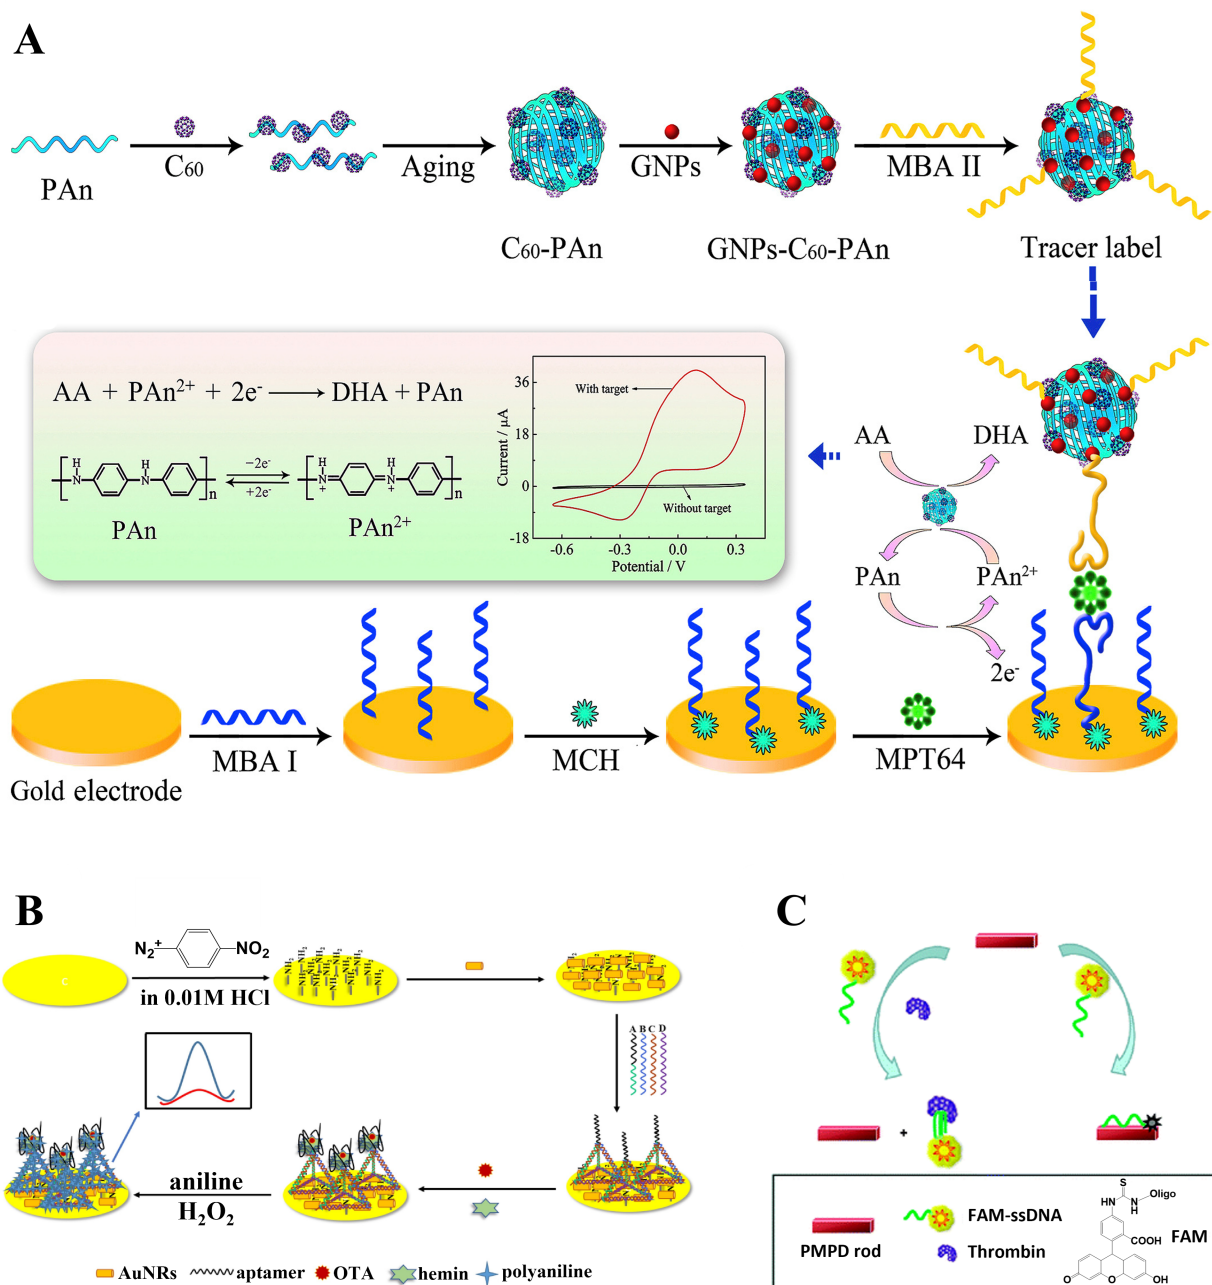 A
C60
PAn
Aging
GNPs
MBA II
C60-PAn
GNPs-C60-PAn
Tracer label
AA + PAn2+ + 2e- → DHA + PAn
H
N
H
N
n
−2e-
+2e-
H
N
+
H
N
+
n
PAn
PAn2+
36
18
0
-18
-0.6
-0.3
0.0
0.3
Current / μA
Potential / V
With target
Without target
AA
DHA
PAn
PAn2+
2e-
Gold electrode
MBA I
MCH
MPT64
B
N2+
NO2
in 0.01M HCl
C
NH2
A B C D
aniline
H2O2
AuNRs
aptamer
OTA
hemin
polyaniline
C
+
PMPD rod
FAM-ssDNA
Thrombin
S
HN
N
H
Oligo
COOH
FAM
O
O
OH